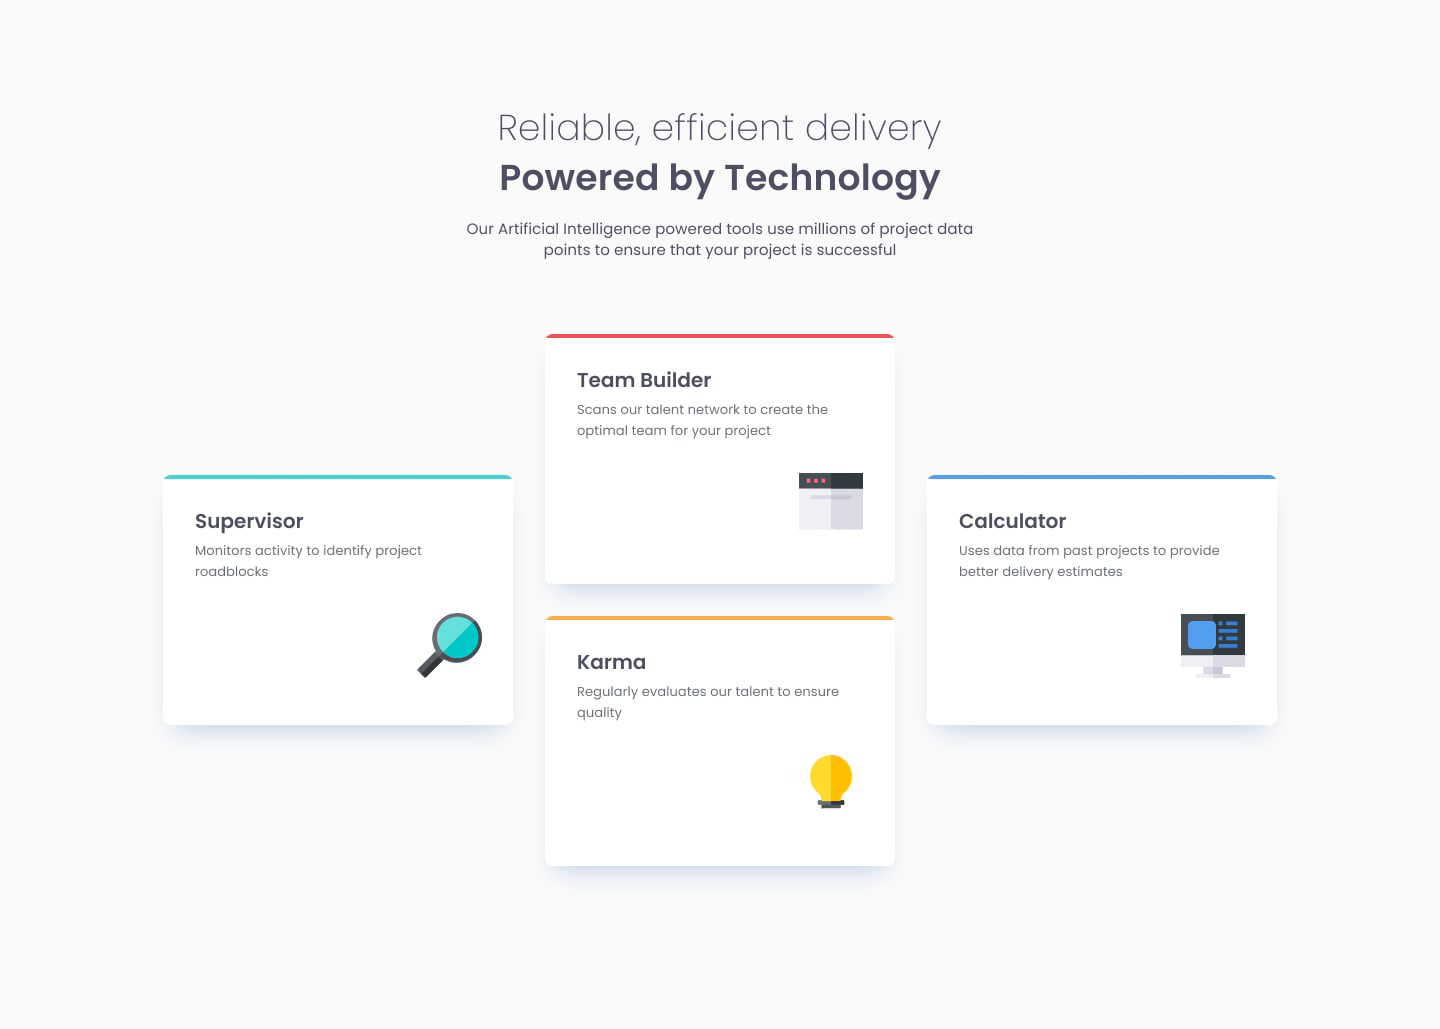 Reliable, efficient delivery
Powered by Technology
Our Artificial Intelligence powered tools use millions of project data
points to ensure that your project is successful
Supervisor
Monitors activity to identify project
roadblocks
Team Builder
Scans our talent network to create the
optimal team for your project
Karma
Regularly evaluates our talent to ensure
quality
Calculator
Uses data from past projects to provide
better delivery estimates